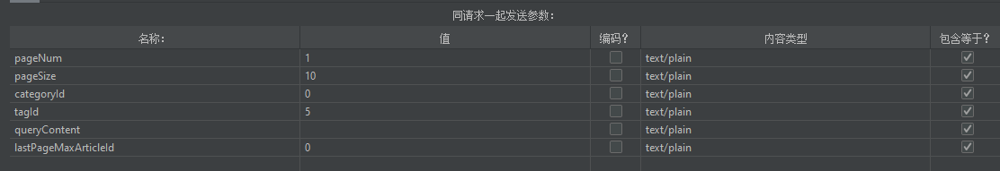 同请求一起发送参数：
名称： 值 编码？ 内容类型 包含等于？
pageNum 1 text/plain
pageSize 10 text/plain
categoryId 0 text/plain
tagId 5 text/plain
queryContent text/plain
lastPageMaxArticleId 0 text/plain